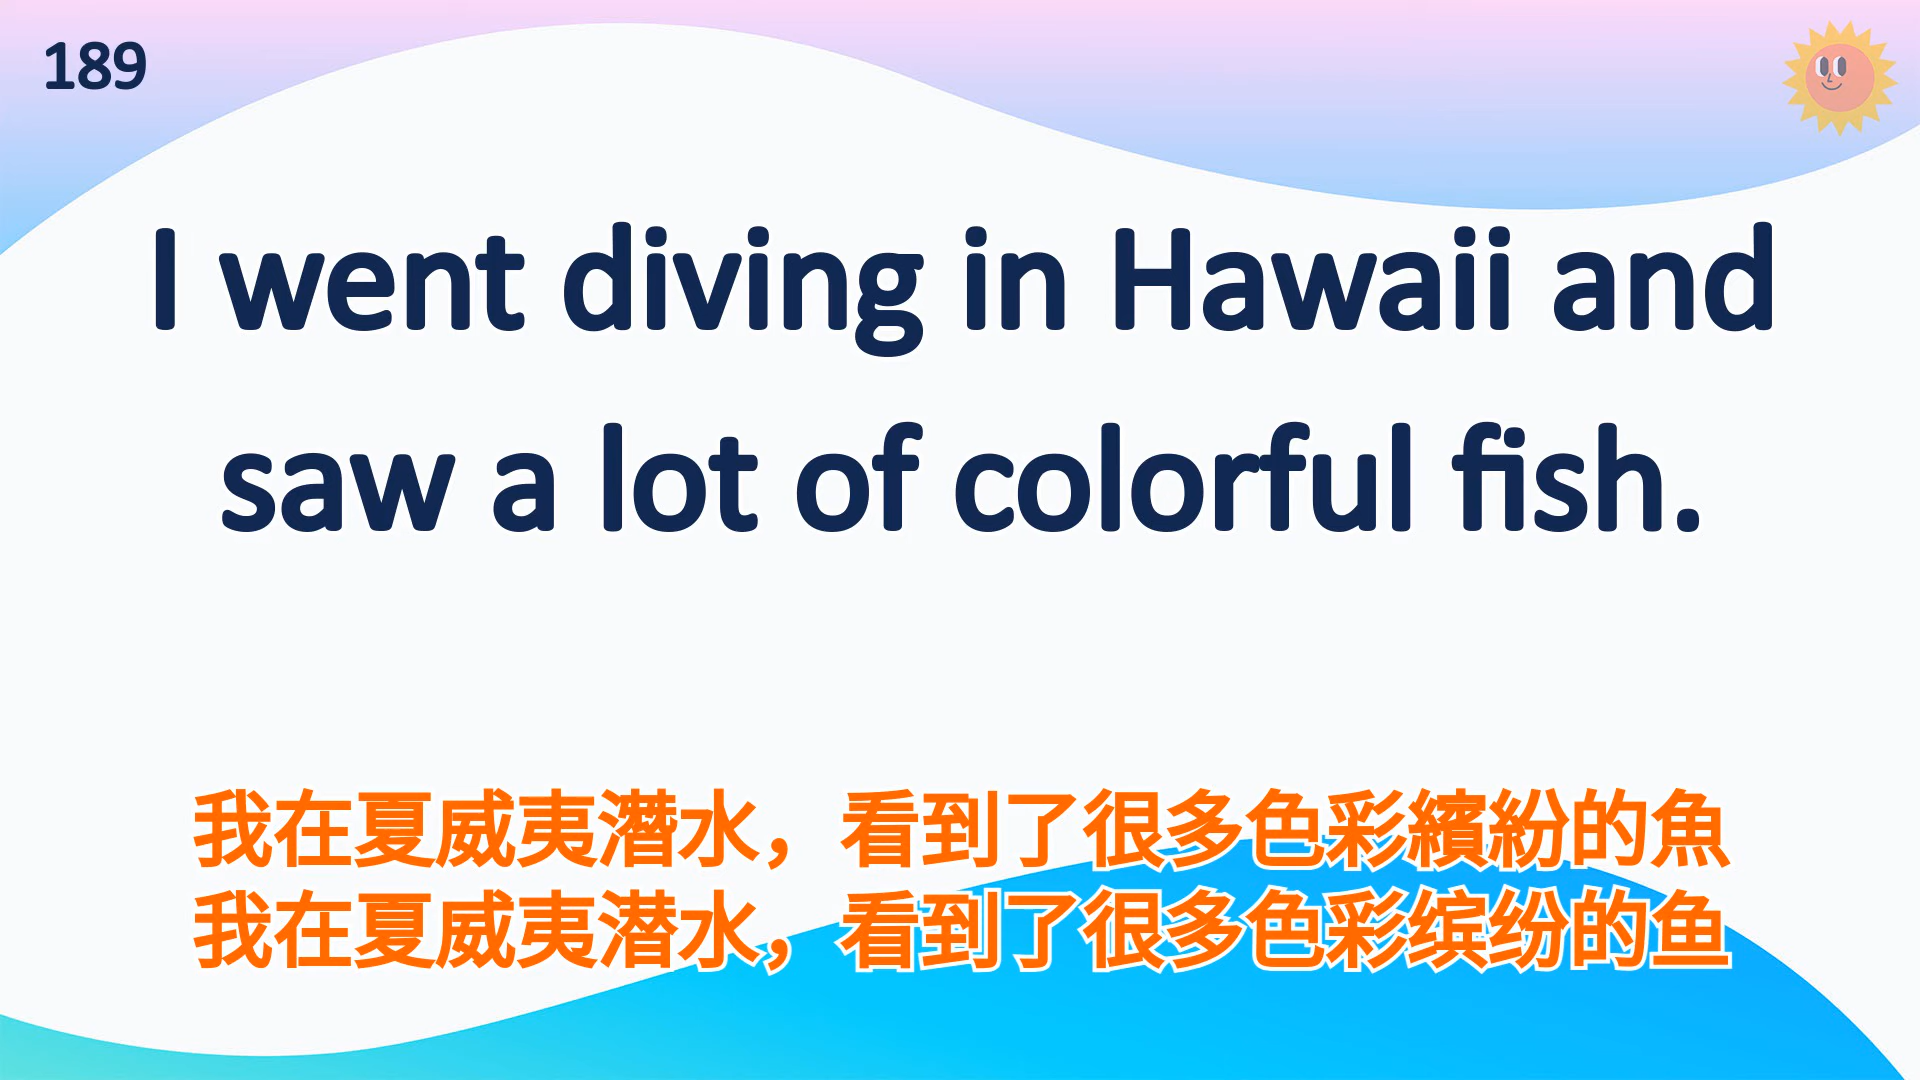 189
I went diving in Hawaii and
saw a lot of colorful fish.
我在夏威夷潛水，看到了很多色彩繽紛的魚
我在夏威夷潜水，看到了很多色彩缤纷的鱼